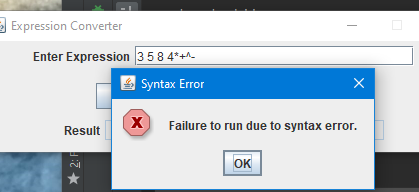 Expression Converter
Enter Expression 3 5 8 4*+^-
Syntax Error
Failure to run due to syntax error.
OK
Result